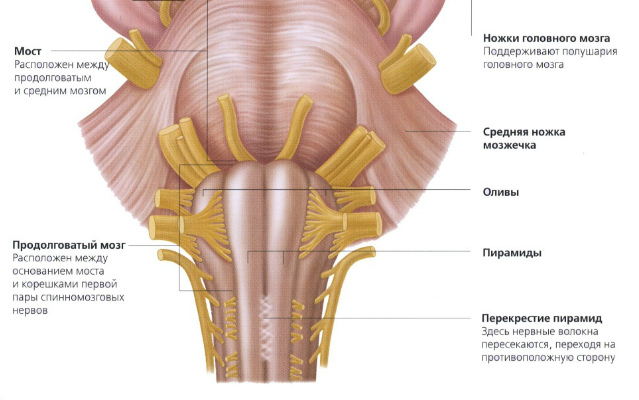 Мост
Расположен между
продолговатым
и средним мозгом
Продолговатый мозг
Расположен между
основанием моста
и корешками первой
пары спинномозговых
нервов
Ножки головного мозга
Поддерживают полушария
головного мозга
Средняя ножка
мозжечка
Оливы
Пирамиды
Перекрестие пирамид
Здесь нервные волокна
пересекаются, переходя на
противоположную сторону